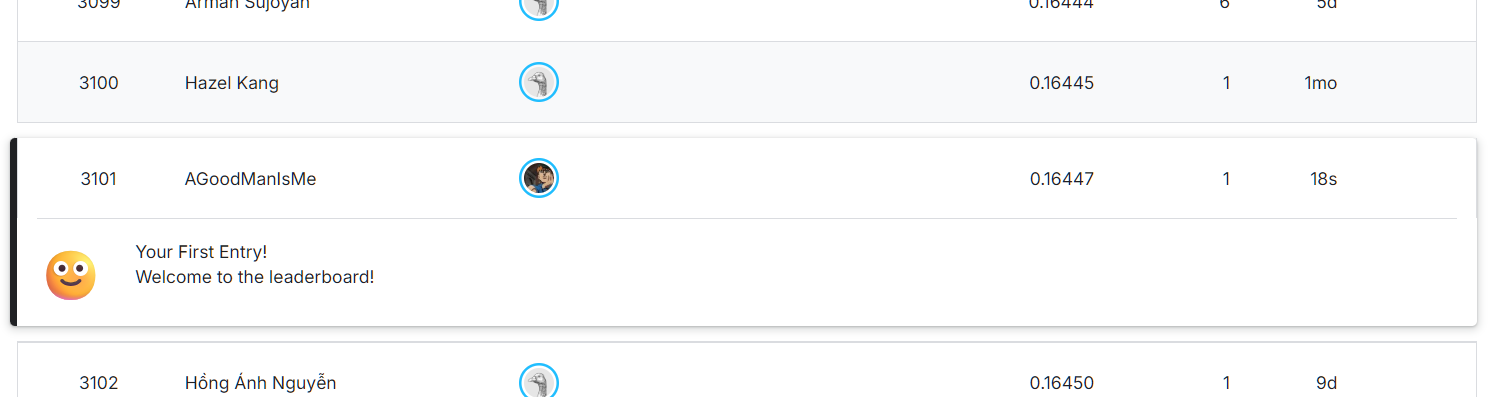 3099 Arman Sujoyan 0.16444 6 5d
3100 Hazel Kang 0.16445 1 1mo
3101 AGoodManIsMe 0.16447 1 18s
Your First Entry!
Welcome to the leaderboard!
3102 Hồng Ánh Nguyễn 0.16450 1 9d